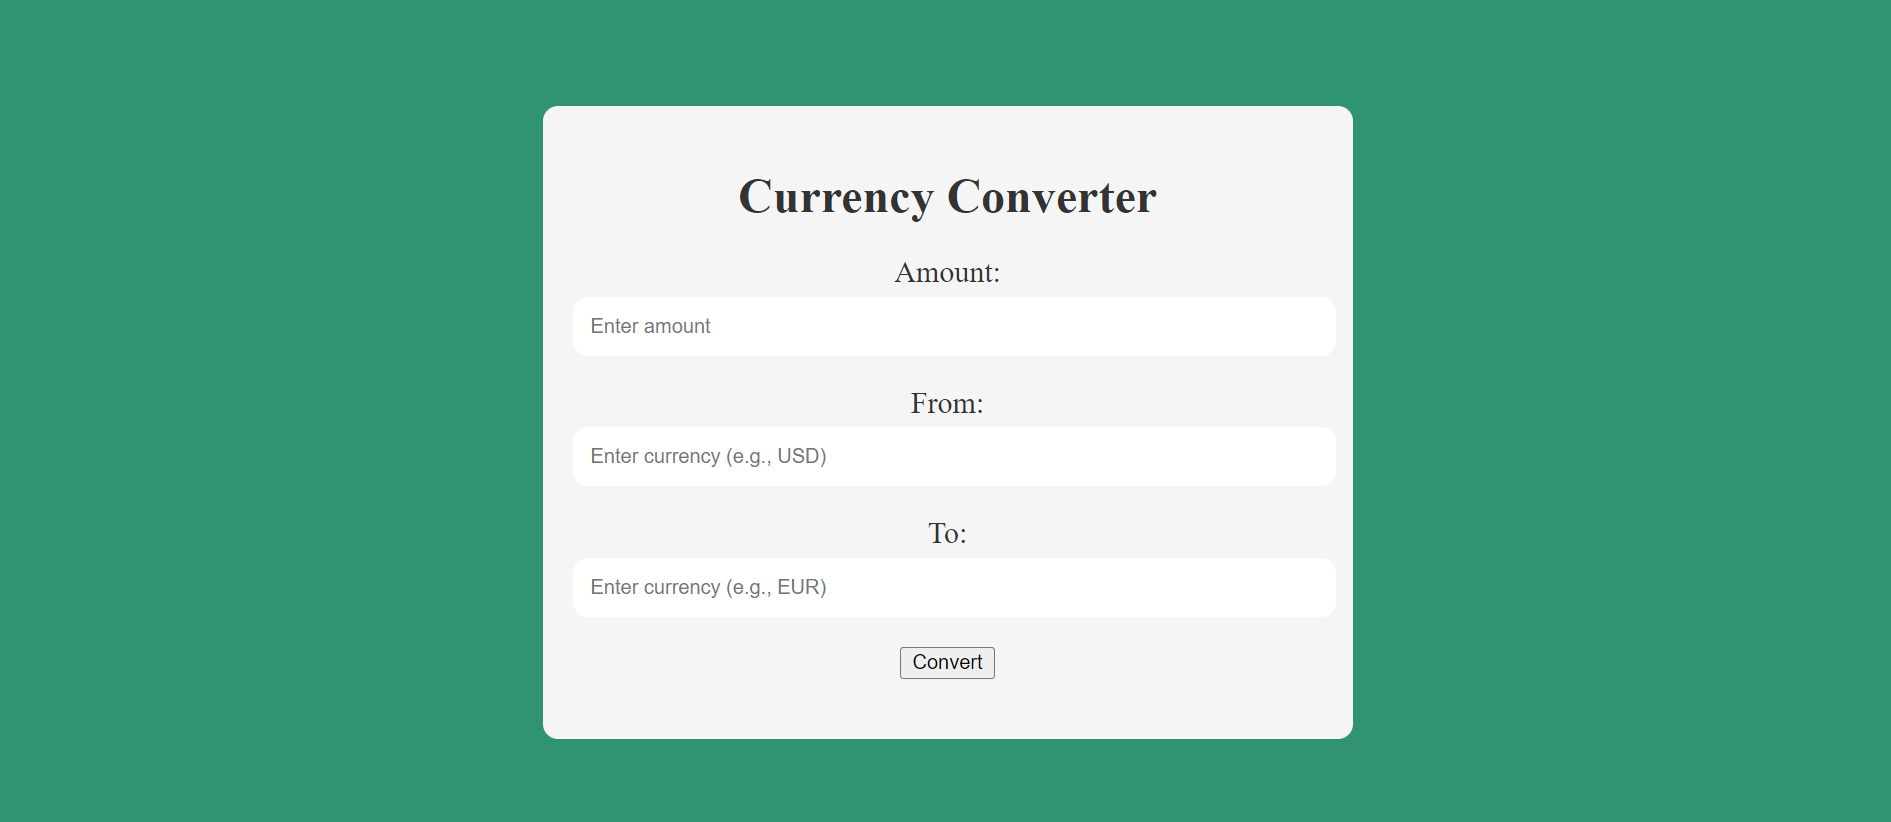 Currency Converter
Amount:
Enter amount
From:
Enter currency (e.g., USD)
To:
Enter currency (e.g., EUR)
Convert